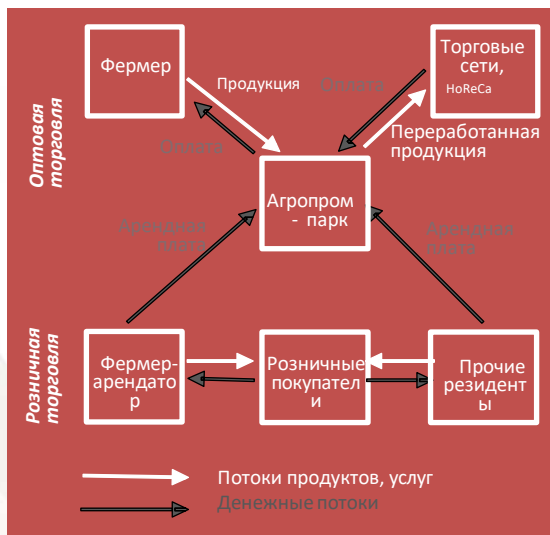 Фермер
Торговые
сети,
HoReCa
Продукция
Оплата
Оплата
Переработанная
продукция
Оптовая
торговля
Агропром
- парк
Арендная
плата
Арендная
плата
Розничная
торговля
Фермер-
арендато
р
Розничные
покупател
и
Прочие
резидент
ы
Потоки продуктов, услуг
Денежные потоки